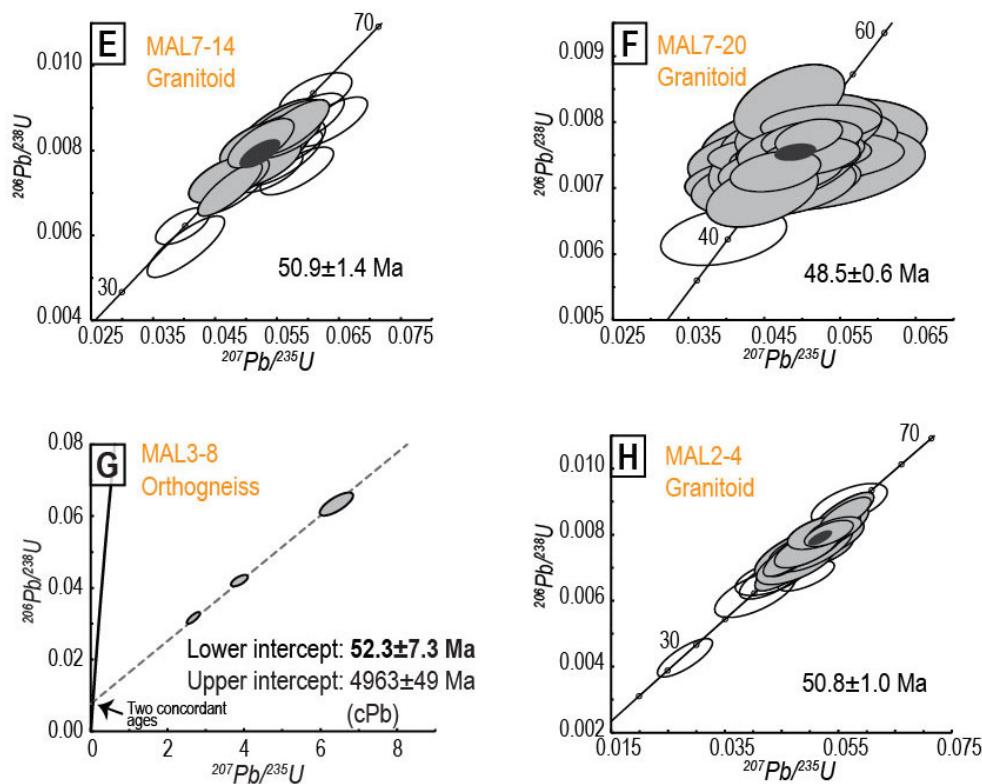 E
MAL7-14
Granitoid
70
0.010
0.008
0.006
0.004
206Pb/238U
30
50.9±1.4 Ma
0.025
0.035
0.045
0.055
0.065
0.075
207Pb/235U
F
MAL7-20
Granitoid
60
0.009
0.008
0.007
0.006
0.005
206Pb/238U
40
48.5±0.6 Ma
0.025
0.035
0.045
0.055
0.065
207Pb/235U
G
MAL3-8
Orthogneiss
0.08
0.06
0.04
0.02
0.00
206Pb/238U
Lower intercept: 52.3±7.3 Ma
Upper intercept: 4963±49 Ma
(cPb)
Two concordant
ages
0
2
4
6
8
207Pb/235U
H
MAL2-4
Granitoid
70
0.010
0.008
0.006
0.004
0.002
206Pb/238U
30
50.8±1.0 Ma
0.015
0.035
0.055
0.075
207Pb/235U